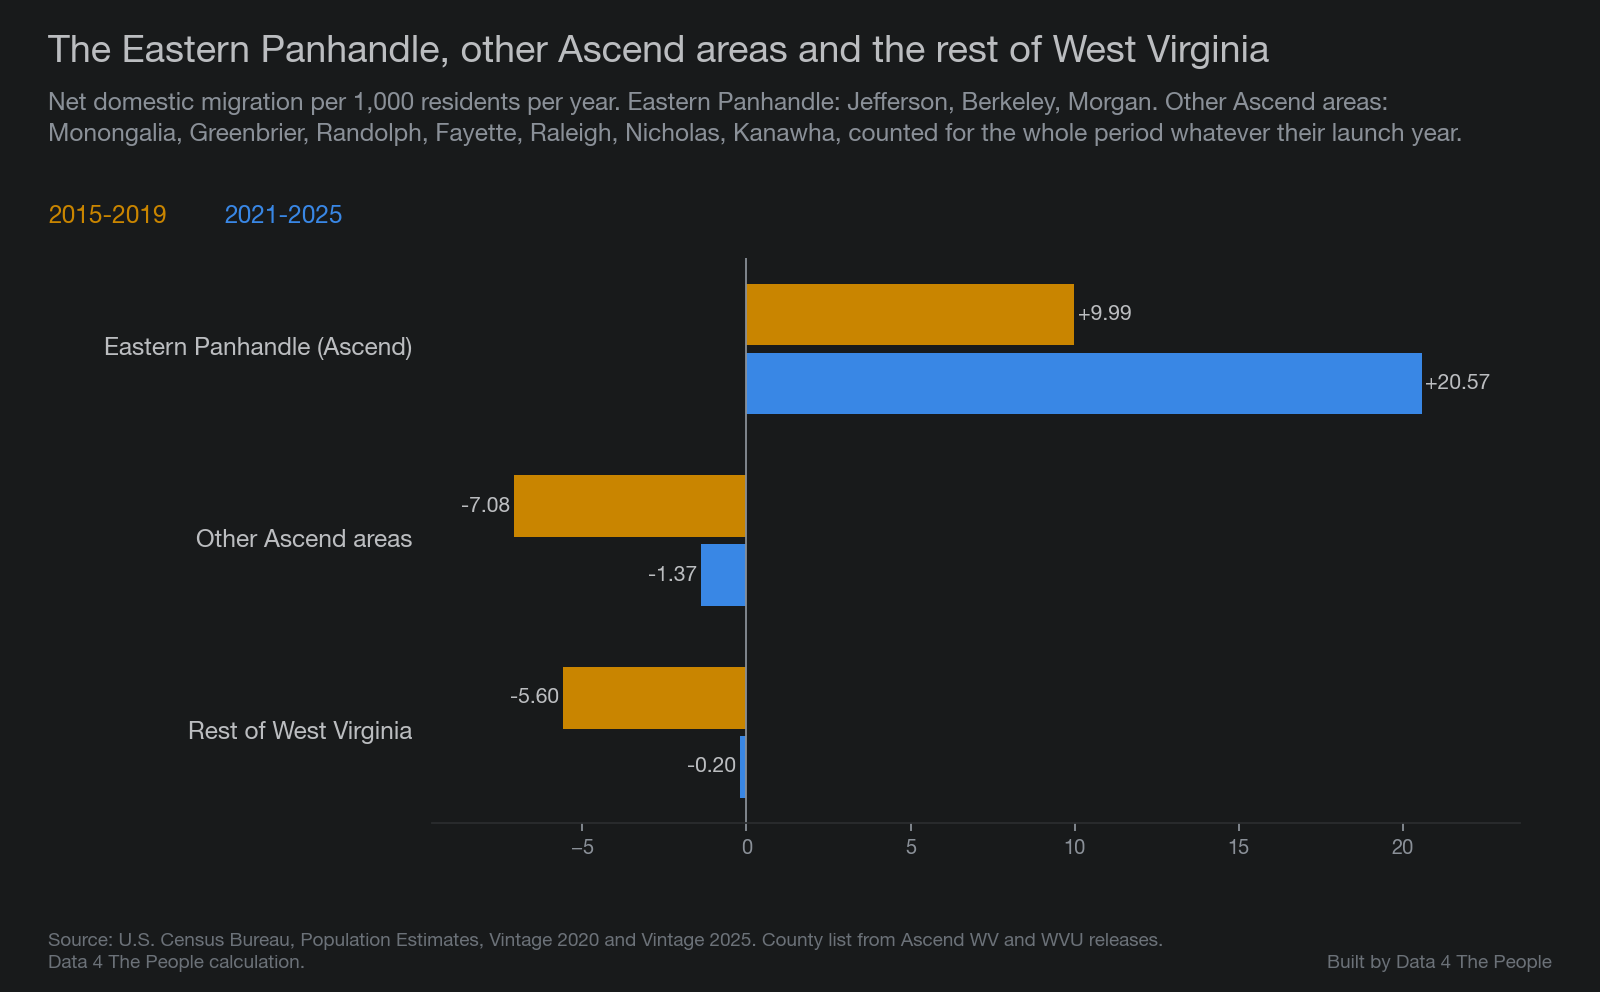 The Eastern Panhandle, other Ascend areas and the rest of West Virginia
Net domestic migration per 1,000 residents per year. Eastern Panhandle: Jefferson, Berkeley, Morgan. Other Ascend areas:
Monongalia, Greenbrier, Randolph, Fayette, Raleigh, Nicholas, Kanawha, counted for the whole period whatever their launch year.
2015-2019 2021-2025
+9.99
Eastern Panhandle (Ascend)
+20.57
-7.08
Other Ascend areas
-1.37
-5.60
Rest of West Virginia
-0.20
−5 0 5 10 15 20
Source: U.S. Census Bureau, Population Estimates, Vintage 2020 and Vintage 2025. County list from Ascend WV and WVU releases.
Data 4 The People calculation.
Built by Data 4 The People